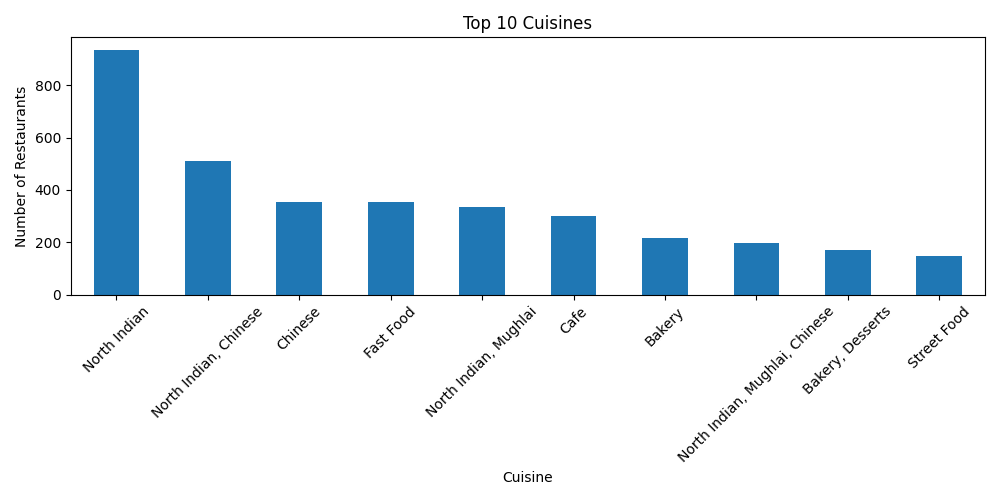 Top 10 Cuisines
Number of Restaurants
800
600
400
200
0
North Indian
North Indian, Chinese
Chinese
Fast Food
North Indian, Mughlai
Cafe
Bakery
North Indian, Mughlai, Chinese
Bakery, Desserts
Street Food
Cuisine